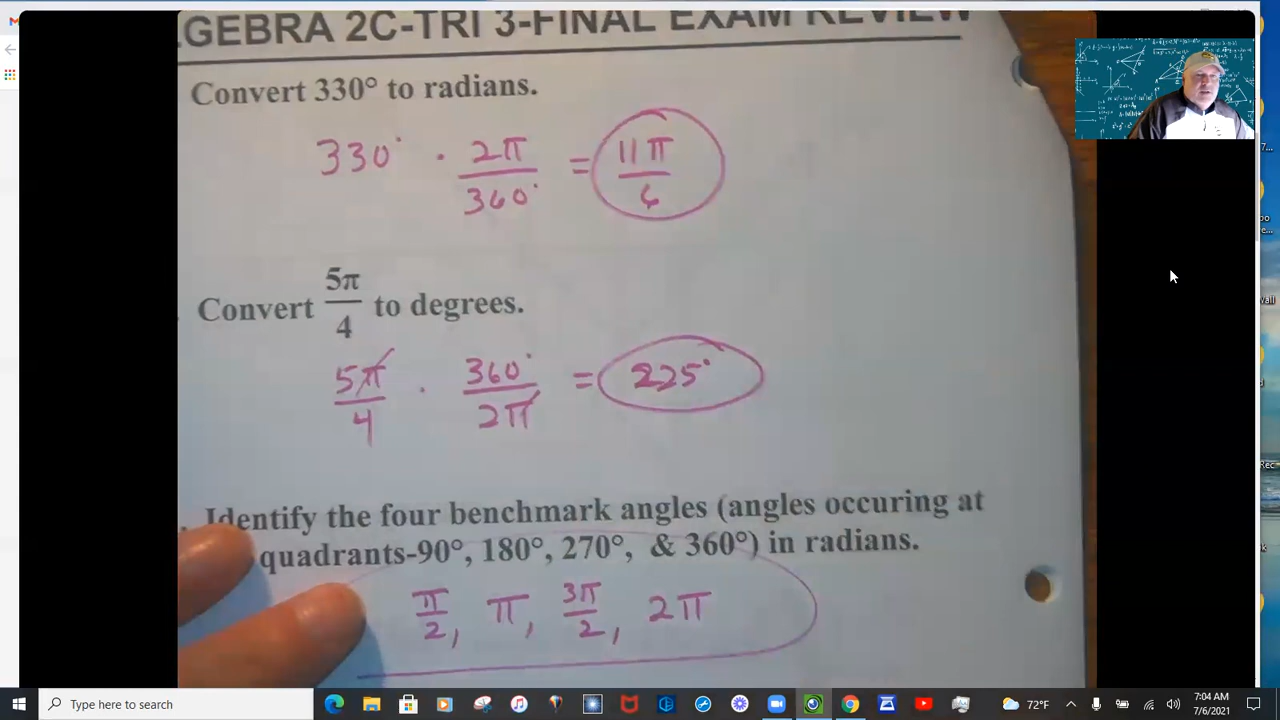 GEBRA 2C-TRI 3-FINAL EXAM REVIEW
Convert 330° to radians.
330° · 2π/360° = 11π/6
Convert 5π/4 to degrees.
5π/4 · 360°/2π = 225°
Identify the four benchmark angles (angles occuring at
quadrants-90°, 180°, 270°, & 360°) in radians.
π/2, π, 3π/2, 2π
Type here to search
72°F
7:04 AM
7/6/2021